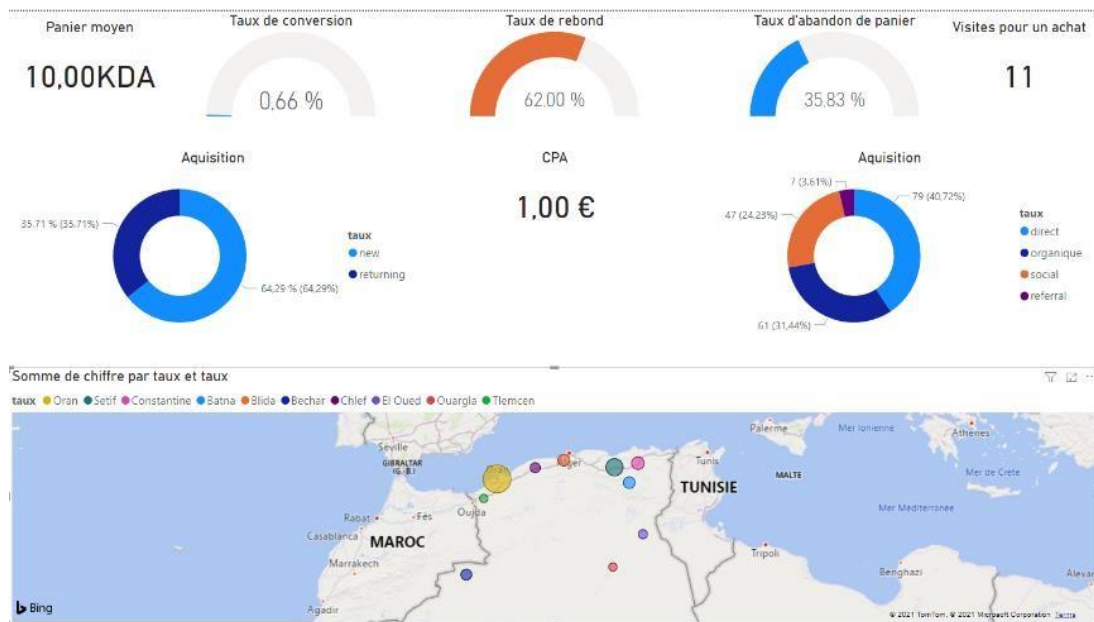 Panier moyen
10,00KDA
Taux de conversion
0,66 %
Taux de rebond
62.00 %
Taux d'abandon de panier
35.83 %
Visites pour un achat
11
Aquisition
35.71 % (35.71%)
64,29 % (64,29%)
taux
new
returning
CPA
1,00 €
Aquisition
7 (3.61%)
79 (40,72%)
47 (24.23%)
61 (31,44%)
taux
direct
organique
social
referral
Somme de chiffre par taux et taux
taux Oran Setif Constantine Batna Blida Bechar Chlef El Oued Ouargla Tlemcen
Palerme
Mer Ionienne
Athènes
Séville
GIBRALTAR
(G.-B.)
Tunis
MALTE
Mer de Crète
TUNISIE
Oujda
Mer Méditerranée
Rabat
Fès
Casablanca
MAROC
Tripoli
Marrakech
Benghazi
Agadir
Bing
© 2021 TomTom, © 2021 Microsoft Corporation Terms